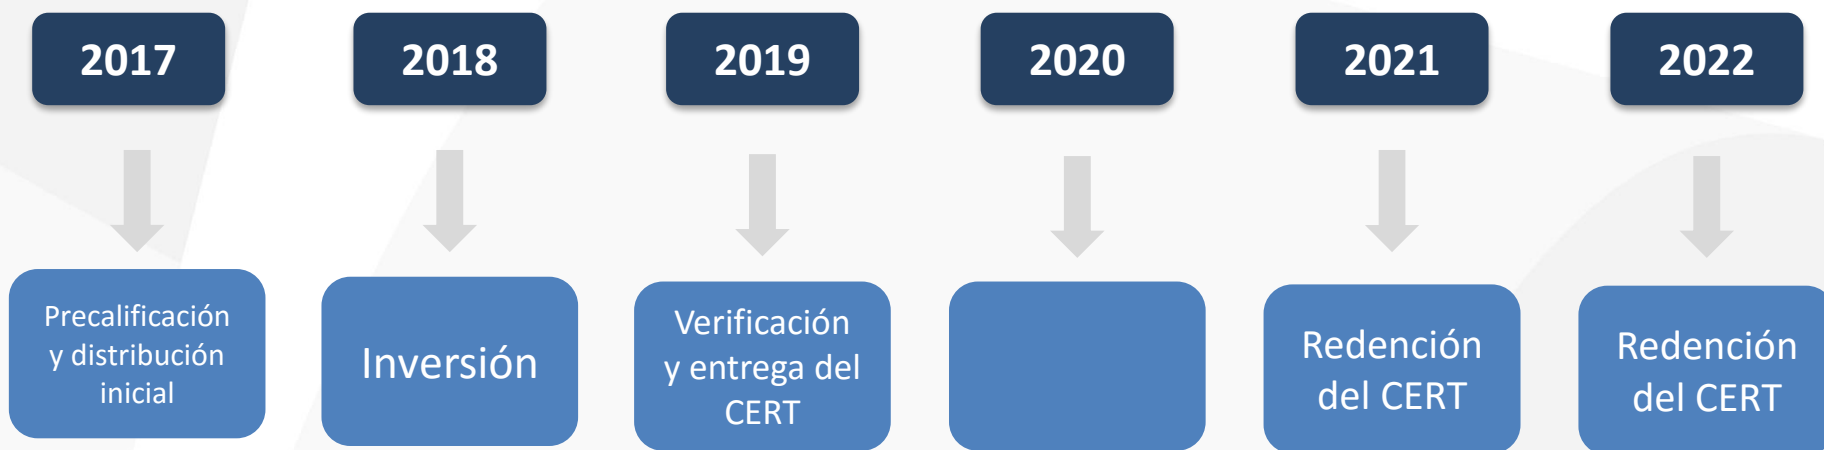 2017
2018
2019
2020
2021
2022
Precalificación
y distribución
inicial
Inversión
Verificación
y entrega del
CERT
Redención
del CERT
Redención
del CERT